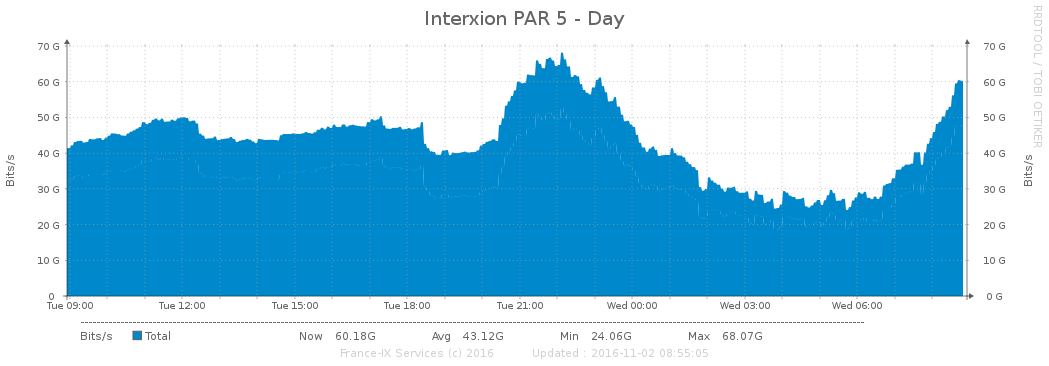 Interxion PAR 5 - Day
RRDTOOL / TOBI OETIKER
70 G 70 G
60 G 60 G
50 G 50 G
40 G 40 G
30 G 30 G
20 G 20 G
10 G 10 G
0 0 G
Bits/s
Bits/s
Tue 09:00 Tue 12:00 Tue 15:00 Tue 18:00 Tue 21:00 Wed 00:00 Wed 03:00 Wed 06:00
Bits/s Total Now 60.18G Avg 43.12G Min 24.06G Max 68.07G
France-IX Services (c) 2016 Updated : 2016-11-02 08:55:05